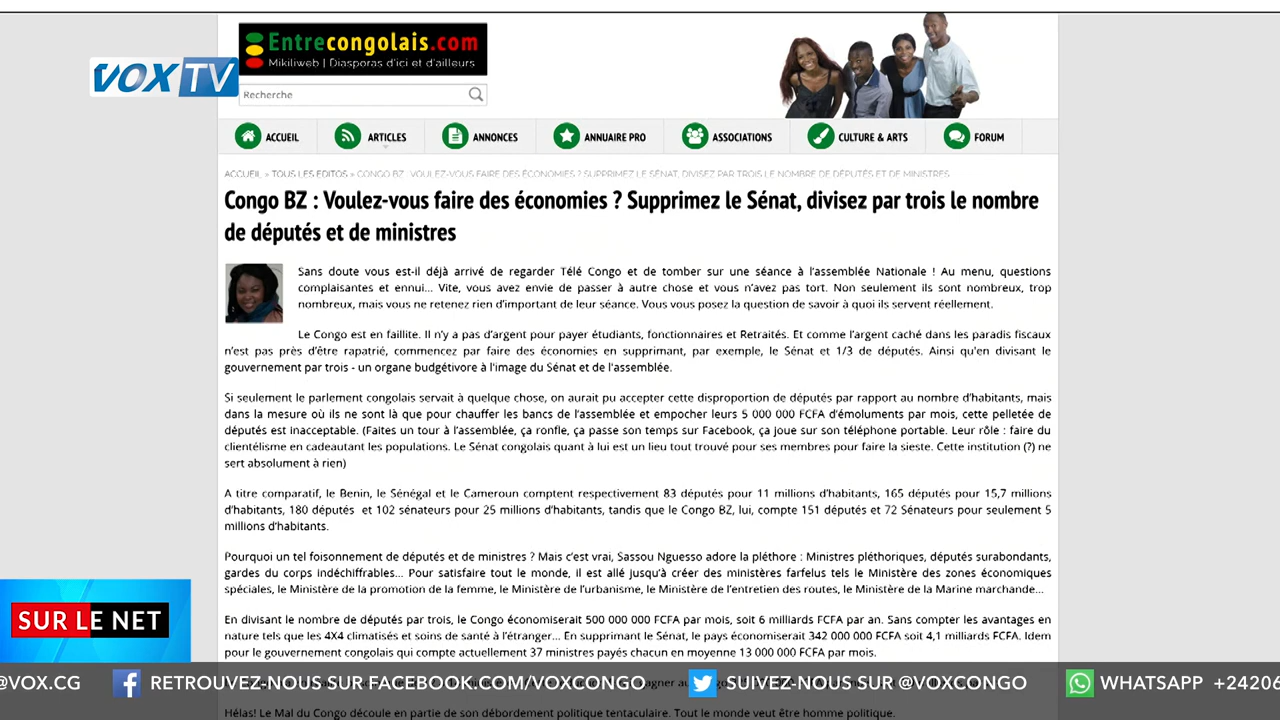 Entrecongolais.com
Mikiliweb | Diasporas d'ici et d'ailleurs
VOX TV
Recherche
ACCUEIL ARTICLES ANNONCES ANNUAIRE PRO ASSOCIATIONS CULTURE & ARTS FORUM
ACCUEIL » TOUS LES EDITOS » CONGO BZ : VOULEZ-VOUS FAIRE DES ÉCONOMIES ? SUPPRIMEZ LE SÉNAT, DIVISEZ PAR TROIS LE NOMBRE DE DÉPUTÉS ET DE MINISTRES
Congo BZ : Voulez-vous faire des économies ? Supprimez le Sénat, divisez par trois le nombre
de députés et de ministres
Sans doute vous est-il déjà arrivé de regarder Télé Congo et de tomber sur une séance à l’assemblée Nationale ! Au menu, questions
complaisantes et ennui... Vite, vous avez envie de passer à autre chose et vous n’avez pas tort. Non seulement ils sont nombreux, trop
nombreux, mais vous ne retenez rien d’important de leur séance. Vous vous posez la question de savoir à quoi ils servent réellement.
Le Congo est en faillite. Il n’y a pas d’argent pour payer étudiants, fonctionnaires et Retraités. Et comme l’argent caché dans les paradis fiscaux
n’est pas près d’être rapatrié, commencez par faire des économies en supprimant, par exemple, le Sénat et 1/3 de députés. Ainsi qu'en divisant le
gouvernement par trois - un organe budgétivore à l'image du Sénat et de l'assemblée.
Si seulement le parlement congolais servait à quelque chose, on aurait pu accepter cette disproportion de députés par rapport au nombre d’habitants, mais
dans la mesure où ils ne sont là que pour chauffer les bancs de l’assemblée et empocher leurs 5 000 000 FCFA d’émoluments par mois, cette pelletée de
députés est inacceptable. (Faites un tour à l’assemblée, ça ronfle, ça passe son temps sur Facebook, ça joue sur son téléphone portable. Leur rôle : faire du
clientélisme en cadeautant les populations. Le Sénat congolais quant à lui est un lieu tout trouvé pour ses membres pour faire la sieste. Cette institution (?) ne
sert absolument à rien)
A titre comparatif, le Benin, le Sénégal et le Cameroun comptent respectivement 83 députés pour 11 millions d’habitants, 165 députés pour 15,7 millions
d’habitants, 180 députés et 102 sénateurs pour 25 millions d’habitants, tandis que le Congo BZ, lui, compte 151 députés et 72 Sénateurs pour seulement 5
millions d’habitants.
Pourquoi un tel foisonnement de députés et de ministres ? Mais c’est vrai, Sassou Nguesso adore la pléthore : Ministres pléthoriques, députés surabondants,
gardes du corps indéchiffrables... Pour satisfaire tout le monde, il est allé jusqu’à créer des ministères farfelus tels le Ministère des zones économiques
spéciales, le Ministère de la promotion de la femme, le Ministère de l’urbanisme, le Ministère de l’entretien des routes, le Ministère de la Marine marchande...
SUR LE NET
En divisant le nombre de députés par trois, le Congo économiserait 500 000 000 FCFA par mois, soit 6 milliards FCFA par an. Sans compter les avantages en
nature tels que les 4X4 climatisés et soins de santé à l’étranger... En supprimant le Sénat, le pays économiserait 342 000 000 FCFA soit 4,1 milliards FCFA. Idem
pour le gouvernement congolais qui compte actuellement 37 ministres payés chacun en moyenne 13 000 000 FCFA par mois.
@VOX.CG RETROUVEZ-NOUS SUR FACEBOOK.COM/VOXCONGO SUIVEZ-NOUS SUR @VOXCONGO WHATSAPP +24206
Hélas! Le Mal du Congo découle en partie de son débordement politique tentaculaire. Tout le monde veut être homme politique.